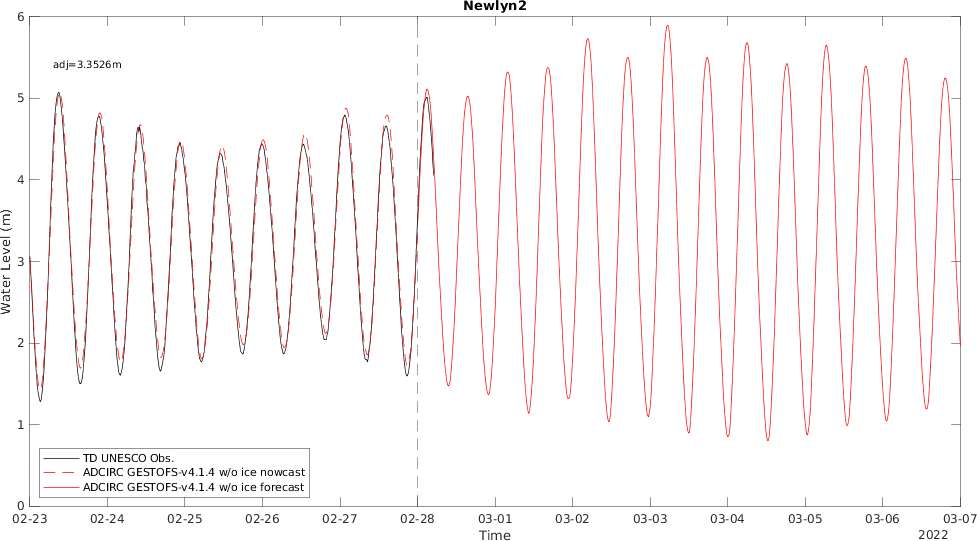 Newlyn2
6
5
4
3
2
1
0
Water Level (m)
adj=3.3526m
TD UNESCO Obs.
ADCIRC GESTOFS-v4.1.4 w/o ice nowcast
ADCIRC GESTOFS-v4.1.4 w/o ice forecast
02-23 02-24 02-25 02-26 02-27 02-28 03-01 03-02 03-03 03-04 03-05 03-06 03-07
Time
2022